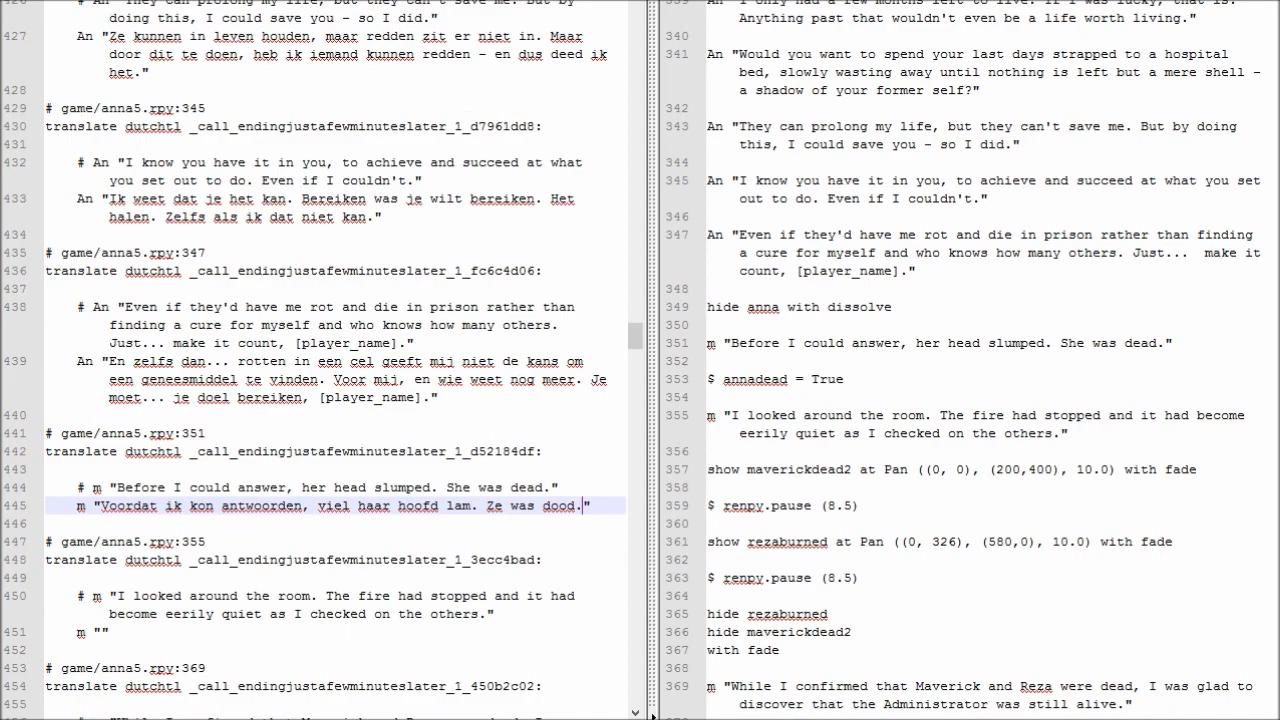 doing this, I could save you – so I did."
427 An "Ze kunnen in leven houden, maar redden zit er niet in. Maar
door dit te doen, heb ik iemand kunnen redden – en dus deed ik
het."
428
429 # game/anna5.rpy:345
430 translate dutchtl _call_endingjustafewminuteslater_1_d7961dd8:
431
432 # An "I know you have it in you, to achieve and succeed at what
you set out to do. Even if I couldn't."
433 An "Ik weet dat je het kan. Bereiken was je wilt bereiken. Het
halen. Zelfs als ik dat niet kan."
434
435 # game/anna5.rpy:347
436 translate dutchtl _call_endingjustafewminuteslater_1_fc6c4d06:
437
438 # An "Even if they'd have me rot and die in prison rather than
finding a cure for myself and who knows how many others.
Just... make it count, [player_name]."
439 An "En zelfs dan... rotten in een cel geeft mij niet de kans om
een geneesmiddel te vinden. Voor mij, en wie weet nog meer. Je
moet... je doel bereiken, [player_name]."
440
441 # game/anna5.rpy:351
442 translate dutchtl _call_endingjustafewminuteslater_1_d52184df:
443
444 # m "Before I could answer, her head slumped. She was dead."
445 m "Voordat ik kon antwoorden, viel haar hoofd lam. Ze was dood."
446
447 # game/anna5.rpy:355
448 translate dutchtl _call_endingjustafewminuteslater_1_3ecc4bad:
449
450 # m "I looked around the room. The fire had stopped and it had
become eerily quiet as I checked on the others."
451 m ""
452
453 # game/anna5.rpy:369
454 translate dutchtl _call_endingjustafewminuteslater_1_450b2c02:
455
Anything past that wouldn't even be a life worth living."
340
341 An "Would you want to spend your last days strapped to a hospital
bed, slowly wasting away until nothing is left but a mere shell –
a shadow of your former self?"
342
343 An "They can prolong my life, but they can't save me. But by doing
this, I could save you – so I did."
344
345 An "I know you have it in you, to achieve and succeed at what you set
out to do. Even if I couldn't."
346
347 An "Even if they'd have me rot and die in prison rather than finding
a cure for myself and who knows how many others. Just...  make it
count, [player_name]."
348
349 hide anna with dissolve
350
351 m "Before I could answer, her head slumped. She was dead."
352
353 $ annadead = True
354
355 m "I looked around the room. The fire had stopped and it had become
eerily quiet as I checked on the others."
356
357 show maverickdead2 at Pan ((0, 0), (200,400), 10.0) with fade
358
359 $ renpy.pause (8.5)
360
361 show rezaburned at Pan ((0, 326), (580,0), 10.0) with fade
362
363 $ renpy.pause (8.5)
364
365 hide rezaburned
366 hide maverickdead2
367 with fade
368
369 m "While I confirmed that Maverick and Reza were dead, I was glad to
discover that the Administrator was still alive."